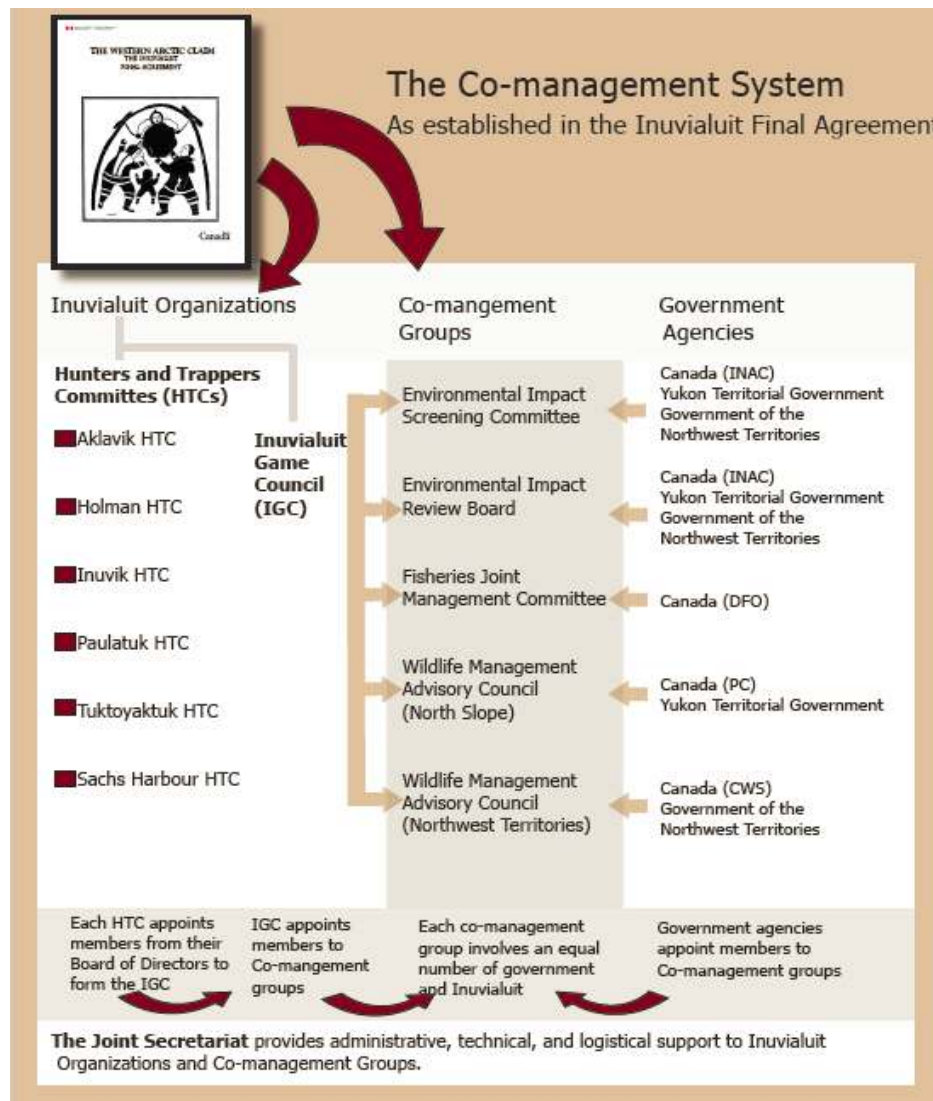 THE WESTERN ARCTIC CLAIM
THE INUVIALUIT
FINAL AGREEMENT
Canada
The Co-management System
As established in the Inuvialuit Final Agreement
Inuvialuit Organizations
Hunters and Trappers
Committes (HTCs)
Aklavik HTC
Holman HTC
Inuvik HTC
Paulatuk HTC
Tuktoyaktuk HTC
Sachs Harbour HTC
Inuvialuit
Game
Council
(IGC)
Co-mangement
Groups
Environmental Impact
Screening Committee
Environmental Impact
Review Board
Fisheries Joint
Management Committee
Wildlife Management
Advisory Council
(North Slope)
Wildlife Management
Advisory Council
(Northwest Territories)
Government
Agencies
Canada (INAC)
Yukon Territorial Government
Government of the
Northwest Territories
Canada (INAC)
Yukon Territorial Government
Government of the
Northwest Territories
Canada (DFO)
Canada (PC)
Yukon Territorial Government
Canada (CWS)
Government of the
Northwest Territories
Each HTC appoints
members from their
Board of Directors to
form the IGC
IGC appoints
members to
Co-mangement
groups
Each co-management
group involves an equal
number of government
and Inuvialuit
Government agencies
appoint members to
Co-management groups
The Joint Secretariat provides administrative, technical, and logistical support to Inuvialuit
Organizations and Co-management Groups.